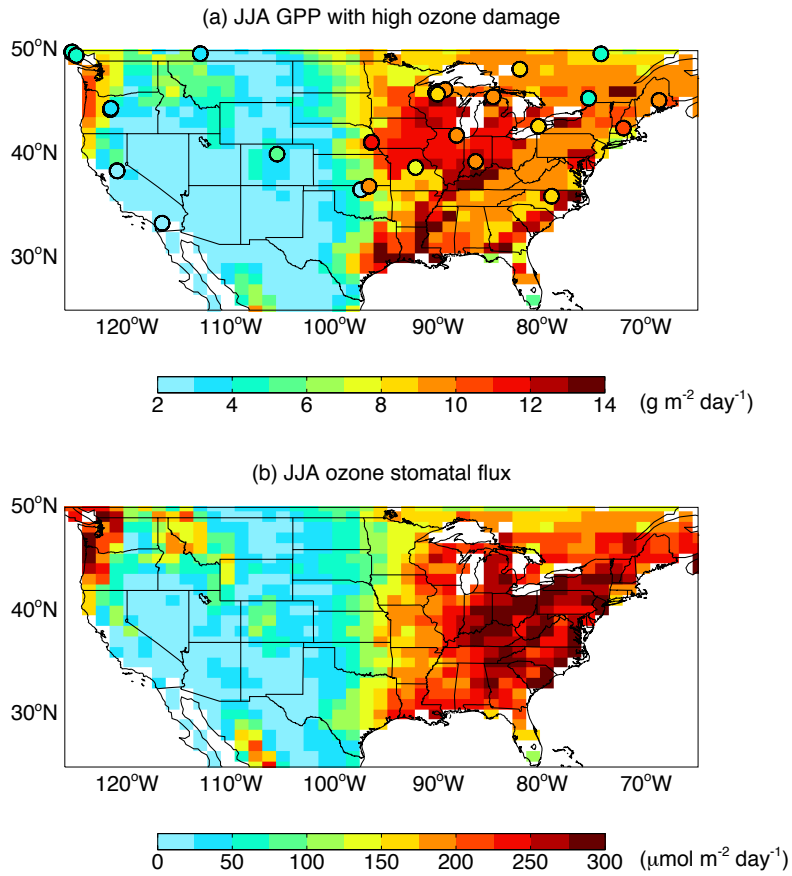 (a) JJA GPP with high ozone damage
50°N
40°N
30°N
120°W 110°W 100°W 90°W 80°W 70°W
2 4 6 8 10 12 14 (g m⁻² day⁻¹)
(b) JJA ozone stomatal flux
50°N
40°N
30°N
120°W 110°W 100°W 90°W 80°W 70°W
0 50 100 150 200 250 300 (μmol m⁻² day⁻¹)